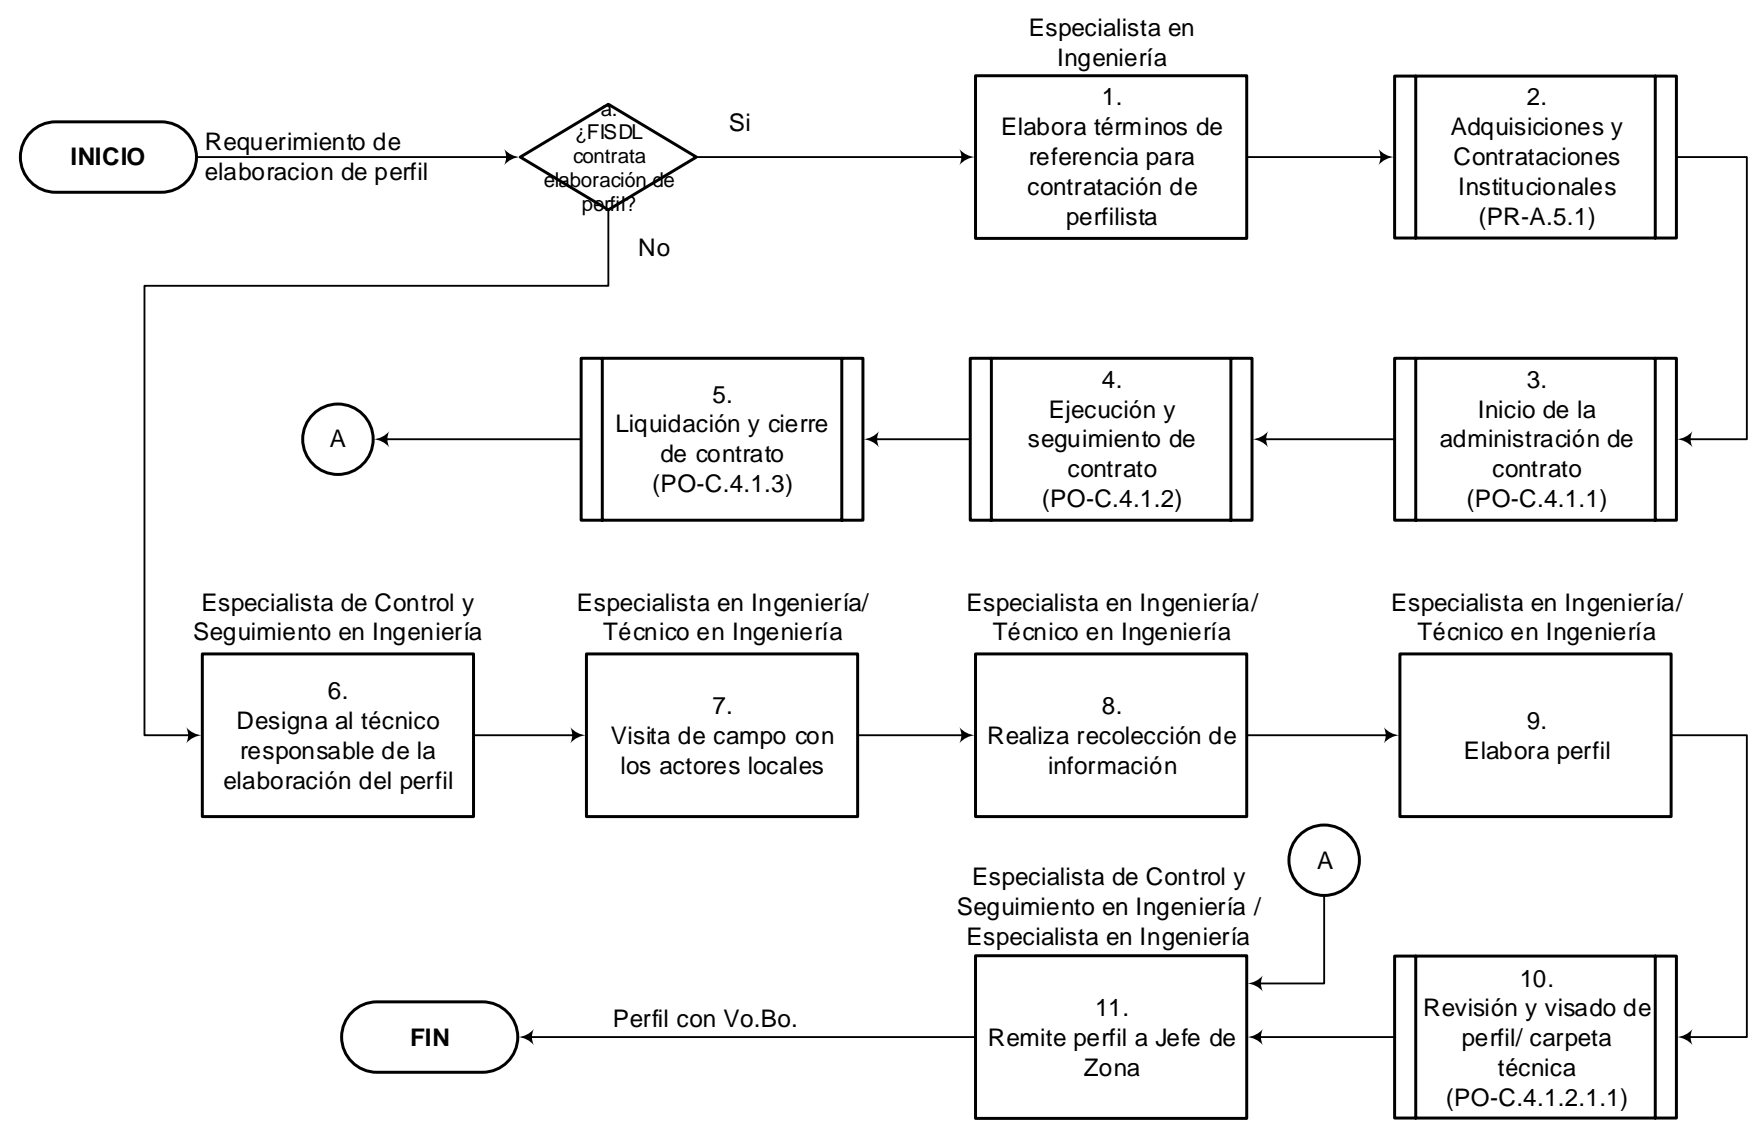 Especialista en
Ingeniería
INICIO
Requerimiento de
elaboracion de perfil
a.
¿FISDL
contrata
elaboración de
perfil?
Si
No
1.
Elabora términos de
referencia para
contratación de
perfilista
2.
Adquisiciones y
Contrataciones
Institucionales
(PR-A.5.1)
A
5.
Liquidación y cierre
de contrato
(PO-C.4.1.3)
4.
Ejecución y
seguimiento de
contrato
(PO-C.4.1.2)
3.
Inicio de la
administración de
contrato
(PO-C.4.1.1)
Especialista de Control y
Seguimiento en Ingeniería
6.
Designa al técnico
responsable de la
elaboración del perfil
Especialista en Ingeniería/
Técnico en Ingeniería
7.
Visita de campo con
los actores locales
Especialista en Ingeniería/
Técnico en Ingeniería
8.
Realiza recolección de
información
Especialista en Ingeniería/
Técnico en Ingeniería
9.
Elabora perfil
A
Especialista de Control y
Seguimiento en Ingeniería /
Especialista en Ingeniería
FIN
Perfil con Vo.Bo.
11.
Remite perfil a Jefe de
Zona
10.
Revisión y visado de
perfil/ carpeta
técnica
(PO-C.4.1.2.1.1)